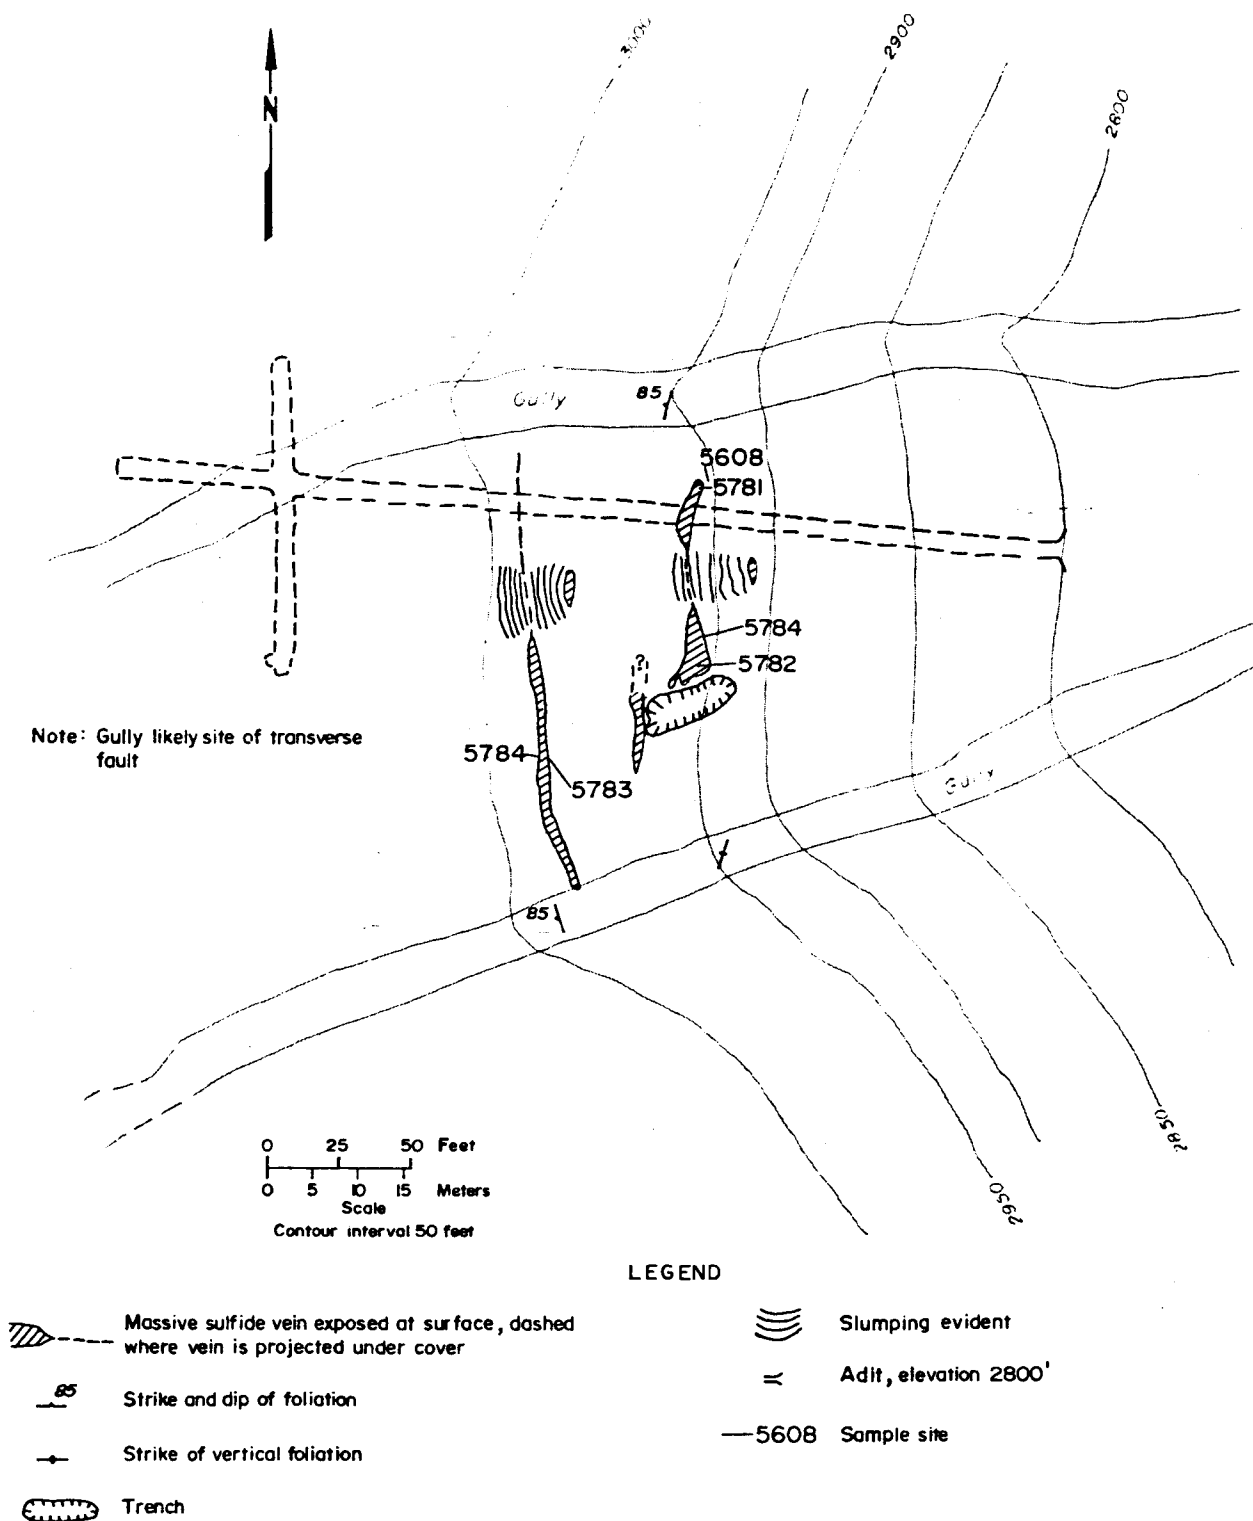 3000
2900
2800
N
Gully
85
5608
5781
5784
5782
?
Note: Gully likely site of transverse
fault
5784
5783
Gully
85
0 25 50 Feet
0 5 10 15 Meters
Scale
Contour interval 50 feet
2850
2950
LEGEND
Massive sulfide vein exposed at surface, dashed
where vein is projected under cover
85
Strike and dip of foliation
Strike of vertical foliation
Trench
Slumping evident
Adit, elevation 2800'
5608 Sample site